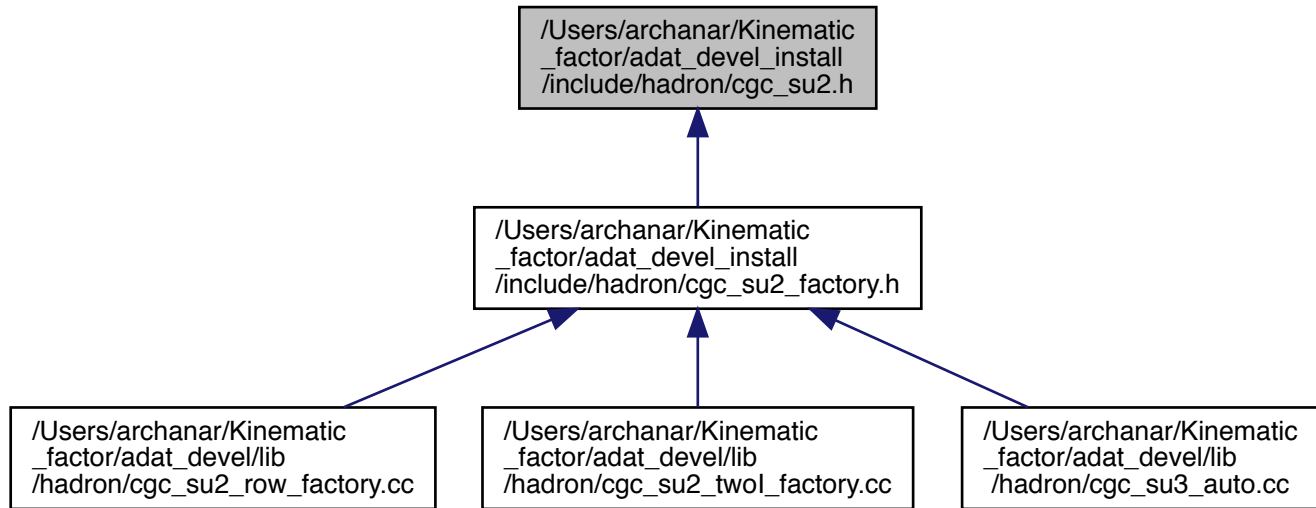 /Users/archanar/Kinematic
_factor/adat_devel_install
/include/hadron/cgc_su2.h
/Users/archanar/Kinematic
_factor/adat_devel_install
/include/hadron/cgc_su2_factory.h
/Users/archanar/Kinematic
_factor/adat_devel/lib
/hadron/cgc_su2_row_factory.cc
/Users/archanar/Kinematic
_factor/adat_devel/lib
/hadron/cgc_su2_twoI_factory.cc
/Users/archanar/Kinematic
_factor/adat_devel/lib
/hadron/cgc_su3_auto.cc